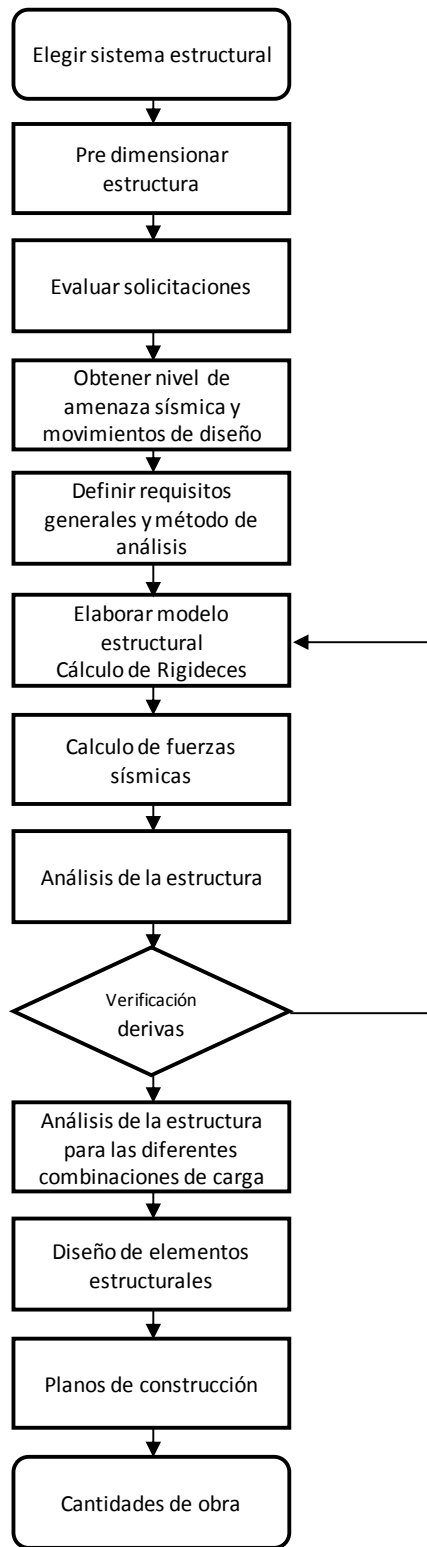 Elegir sistema estructural
Pre dimensionar
estructura
Evaluar solicitaciones
Obtener nivel de
amenaza sísmica y
movimientos de diseño
Definir requisitos
generales y método de
análisis
Elaborar modelo
estructural
Cálculo de Rigideces
Calculo de fuerzas
sísmicas
Análisis de la estructura
Verificación
derivas
Análisis de la estructura
para las diferentes
combinaciones de carga
Diseño de elementos
estructurales
Planos de construcción
Cantidades de obra